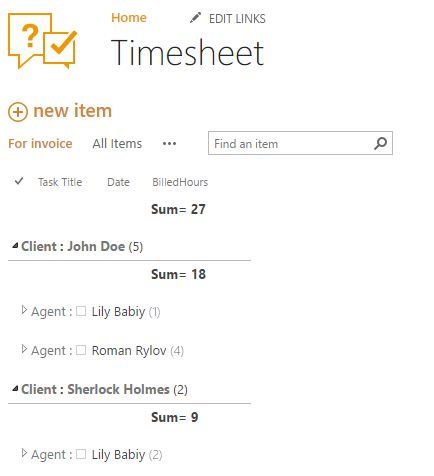 Home EDIT LINKS
Timesheet
new item
For invoice All Items ••• Find an item
Task Title Date BilledHours
Sum= 27
Client : John Doe (5)
Sum= 18
Agent : Lily Babiy (1)
Agent : Roman Rylov (4)
Client : Sherlock Holmes (2)
Sum= 9
Agent : Lily Babiy (2)